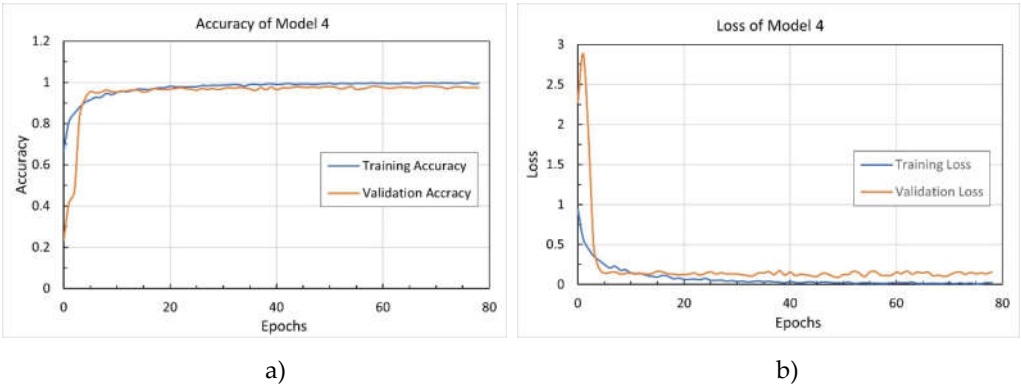 Accuracy of Model 4
1.2
1
0.8
0.6
0.4
0.2
0
Accuracy
Training Accuracy
Validation Accracy
0 20 40 60 80
Epochs
a)
Loss of Model 4
3
2.5
2
1.5
1
0.5
0
Loss
Training Loss
Validation Loss
0 20 40 60 80
Epochs
b)